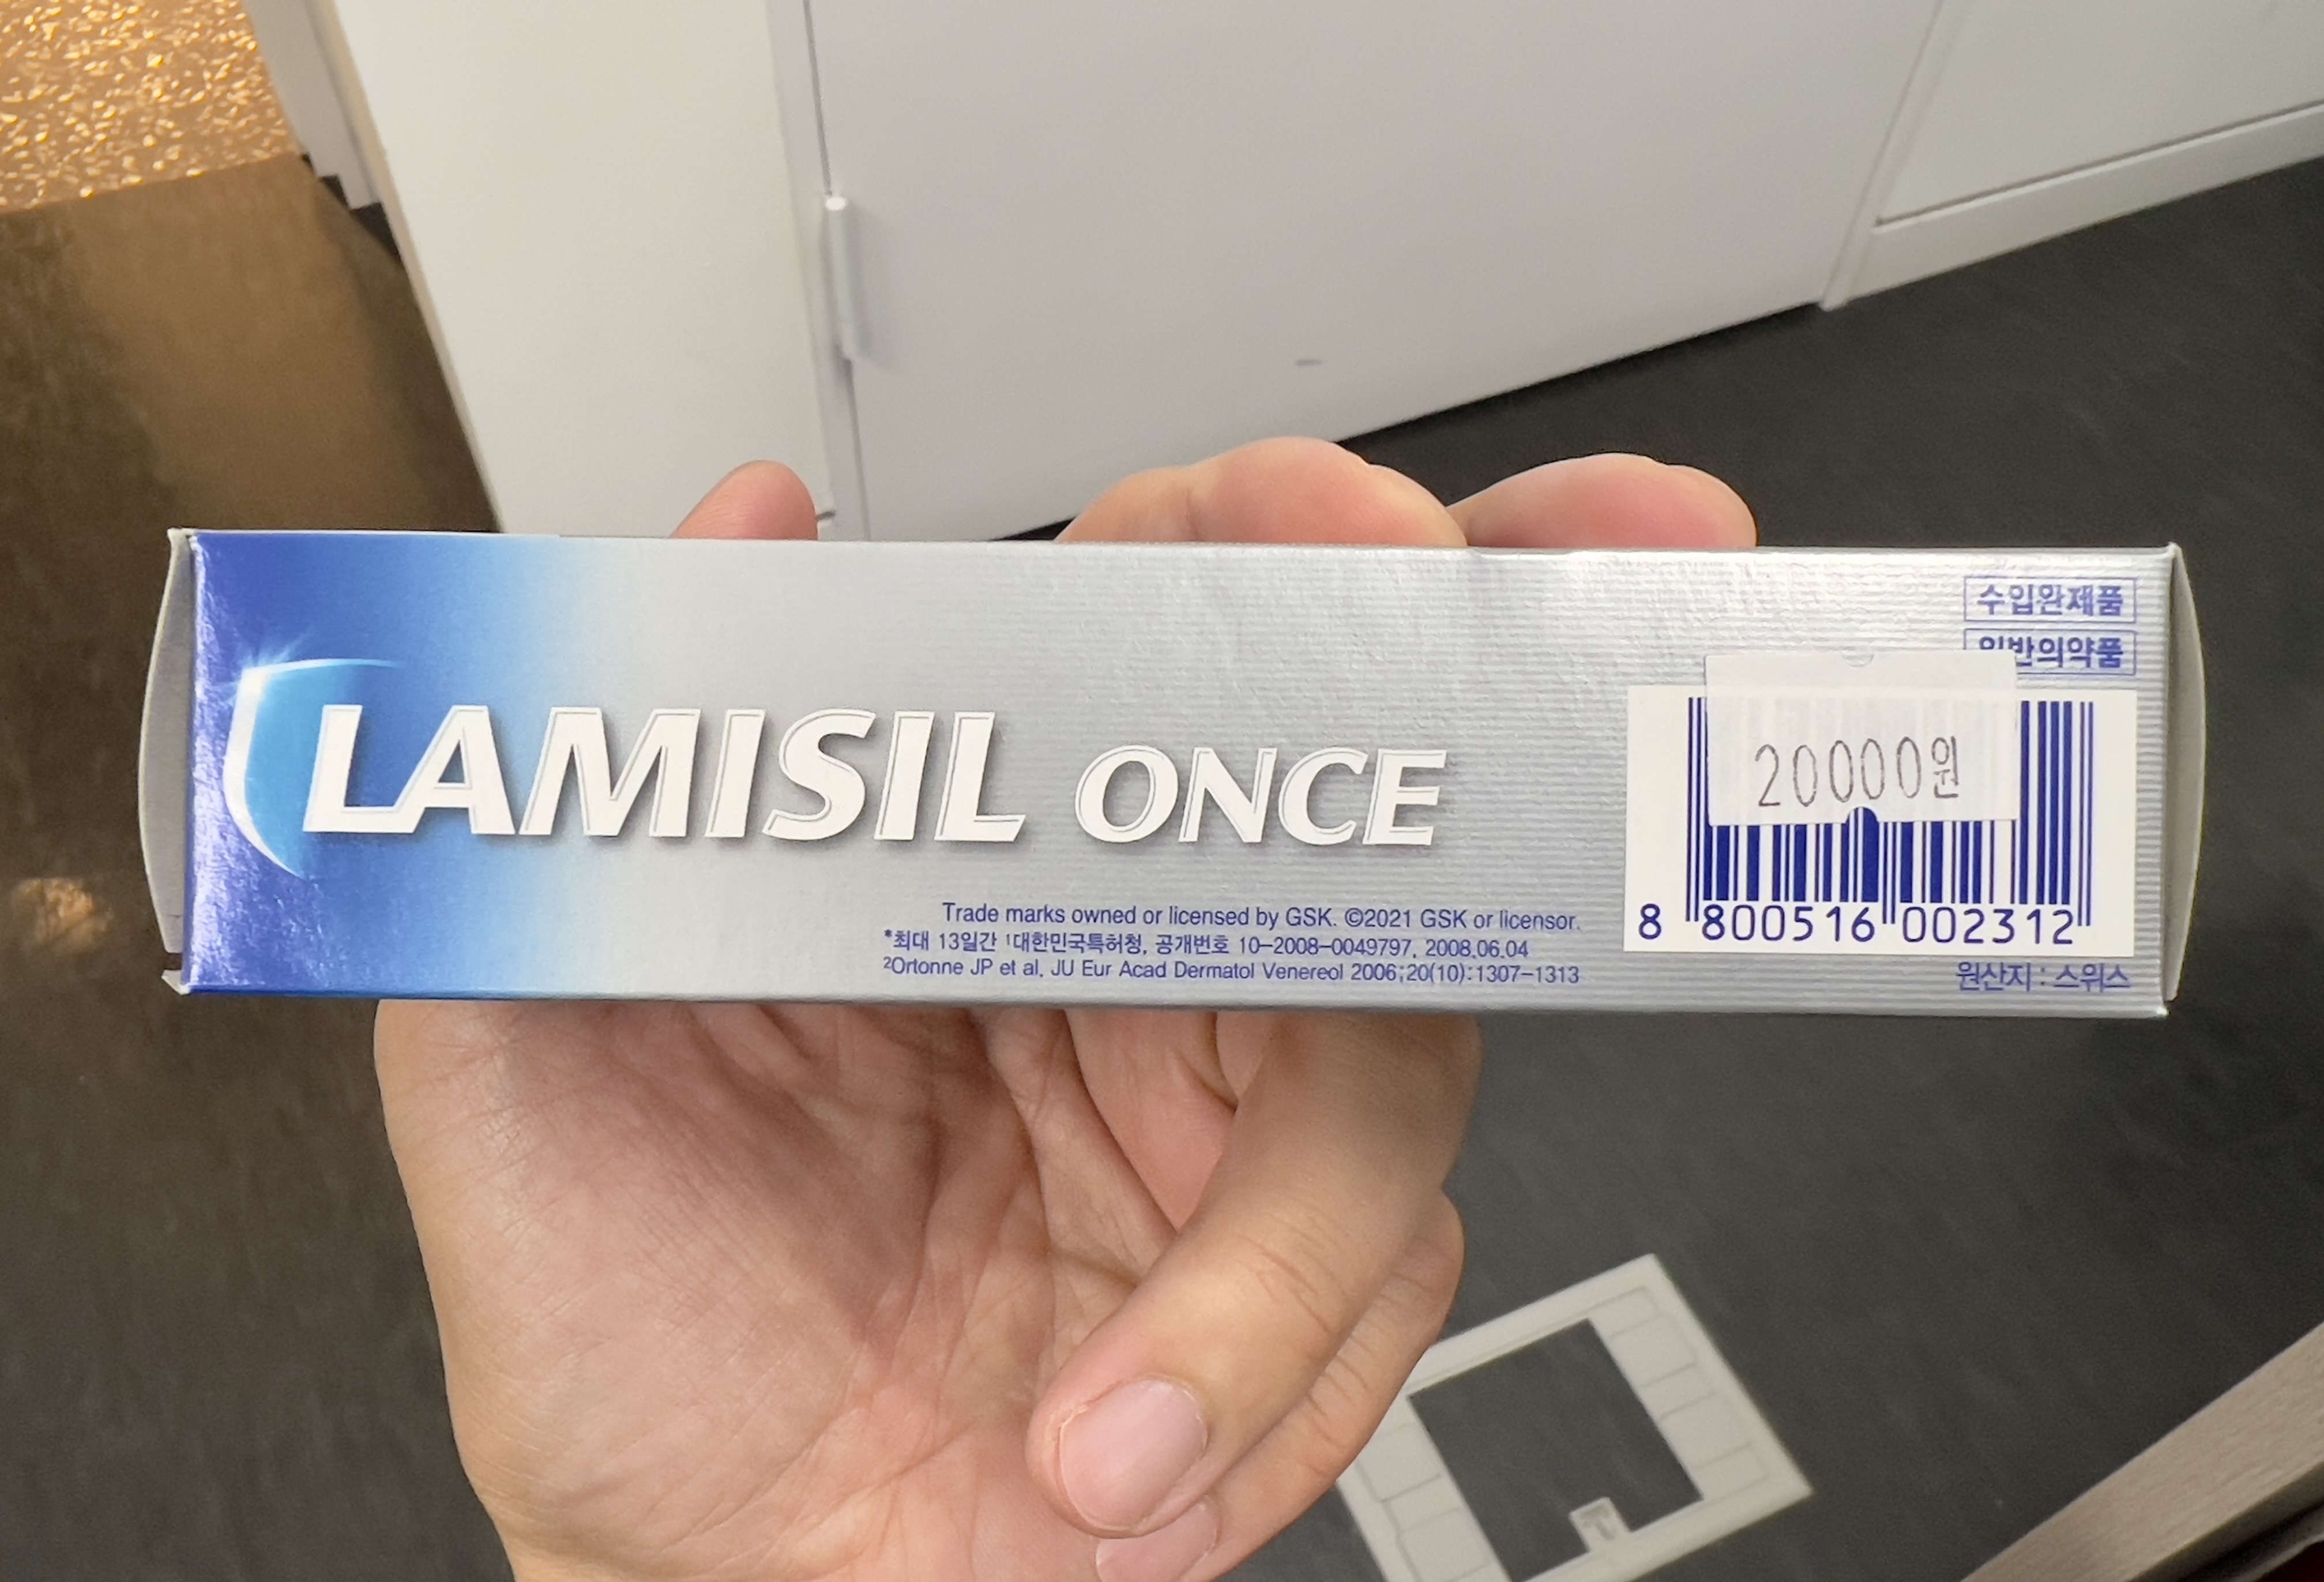 수입완제품
일반의약품
LAMISIL ONCE
20000원
Trade marks owned or licensed by GSK. ©2021 GSK or licensor.
*최대 13일간 ¹대한민국특허청, 공개번호 10-2008-0049797, 2008.06.04
²Ortonne JP et al, JU Eur Acad Dermatol Venereol 2006;20(10):1307-1313
8 800516 002312
원산지 : 스위스